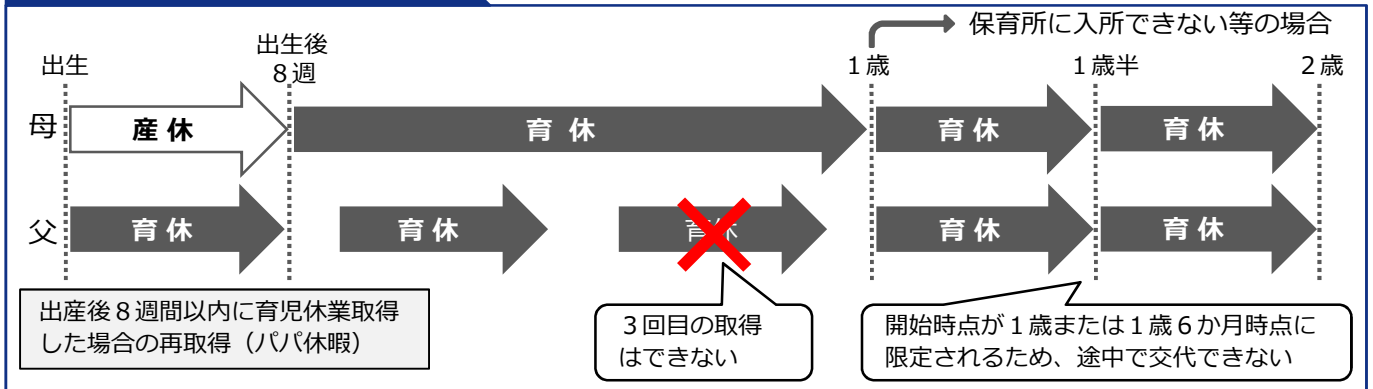 保育所に入所できない等の場合
出生
出生後
８週
１歳
１歳半
２歳
母
産 休
育 休
育 休
育 休
父
育 休
育 休
育休
育 休
育 休
出産後８週間以内に育児休業取得
した場合の再取得（パパ休暇）
３回目の取得
はできない
開始時点が１歳または１歳６か月時点に
限定されるため、途中で交代できない